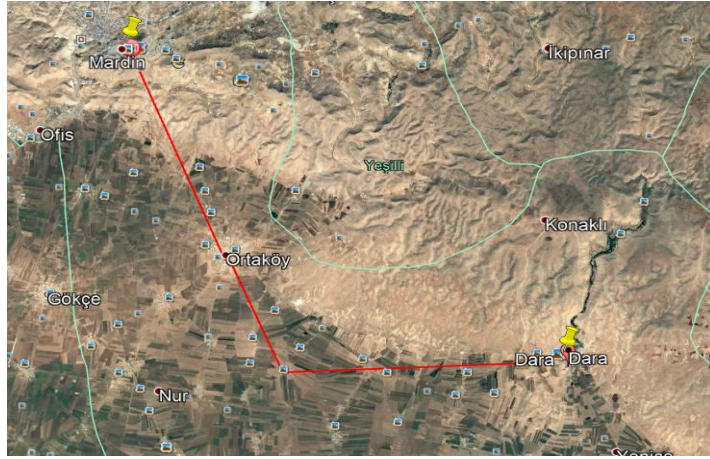 Mardin
İkipınar
Ofis
Yeşilli
Konaklı
Ortaköy
Gökçe
Dara
Dara
Nur